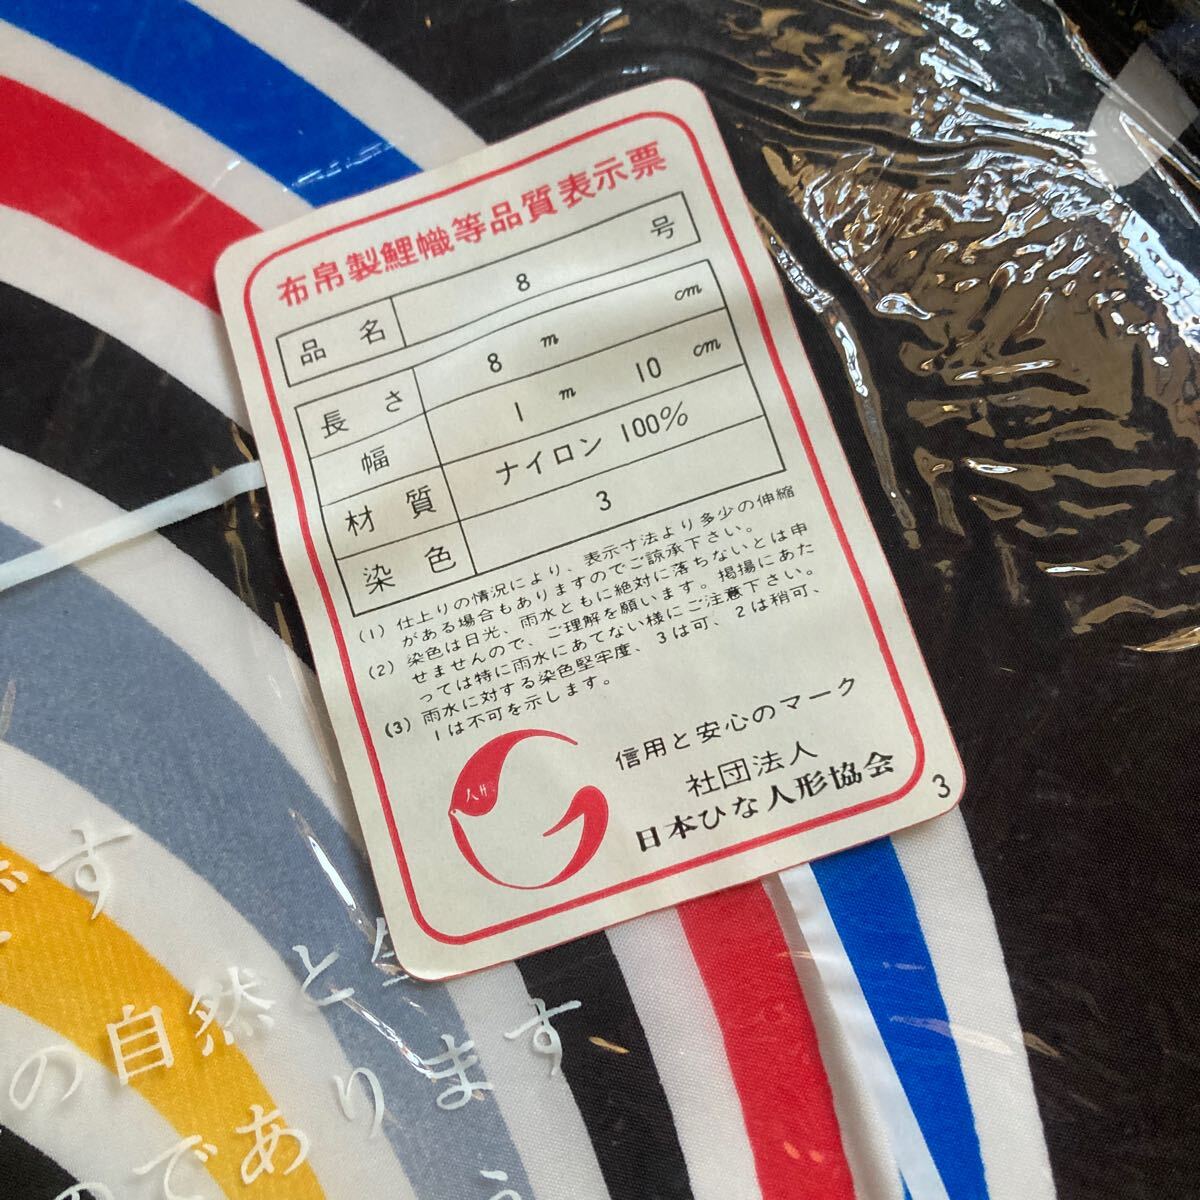 布帛製鯉幟等品質表示票
品名 8 号
長さ 8 m cm
幅 1 m 10 cm
材質 ナイロン 100%
染色 3
(1) 仕上りの情況により、表示寸法より多少の伸縮
がある場合もありますのでご諒承下さい。
(2) 染色は日光、雨水ともに絶対に落ちないとは申
せませんので、ご理解を願います。掲揚にあた
っては特に雨水にあてない様にご注意下さい。
(3) 雨水に対する染色堅牢度、3は可、2は稍可、
1は不可を示します。
人形
信用と安心のマーク
社団法人
日本ひな人形協会
3
です
の自然と
のであります